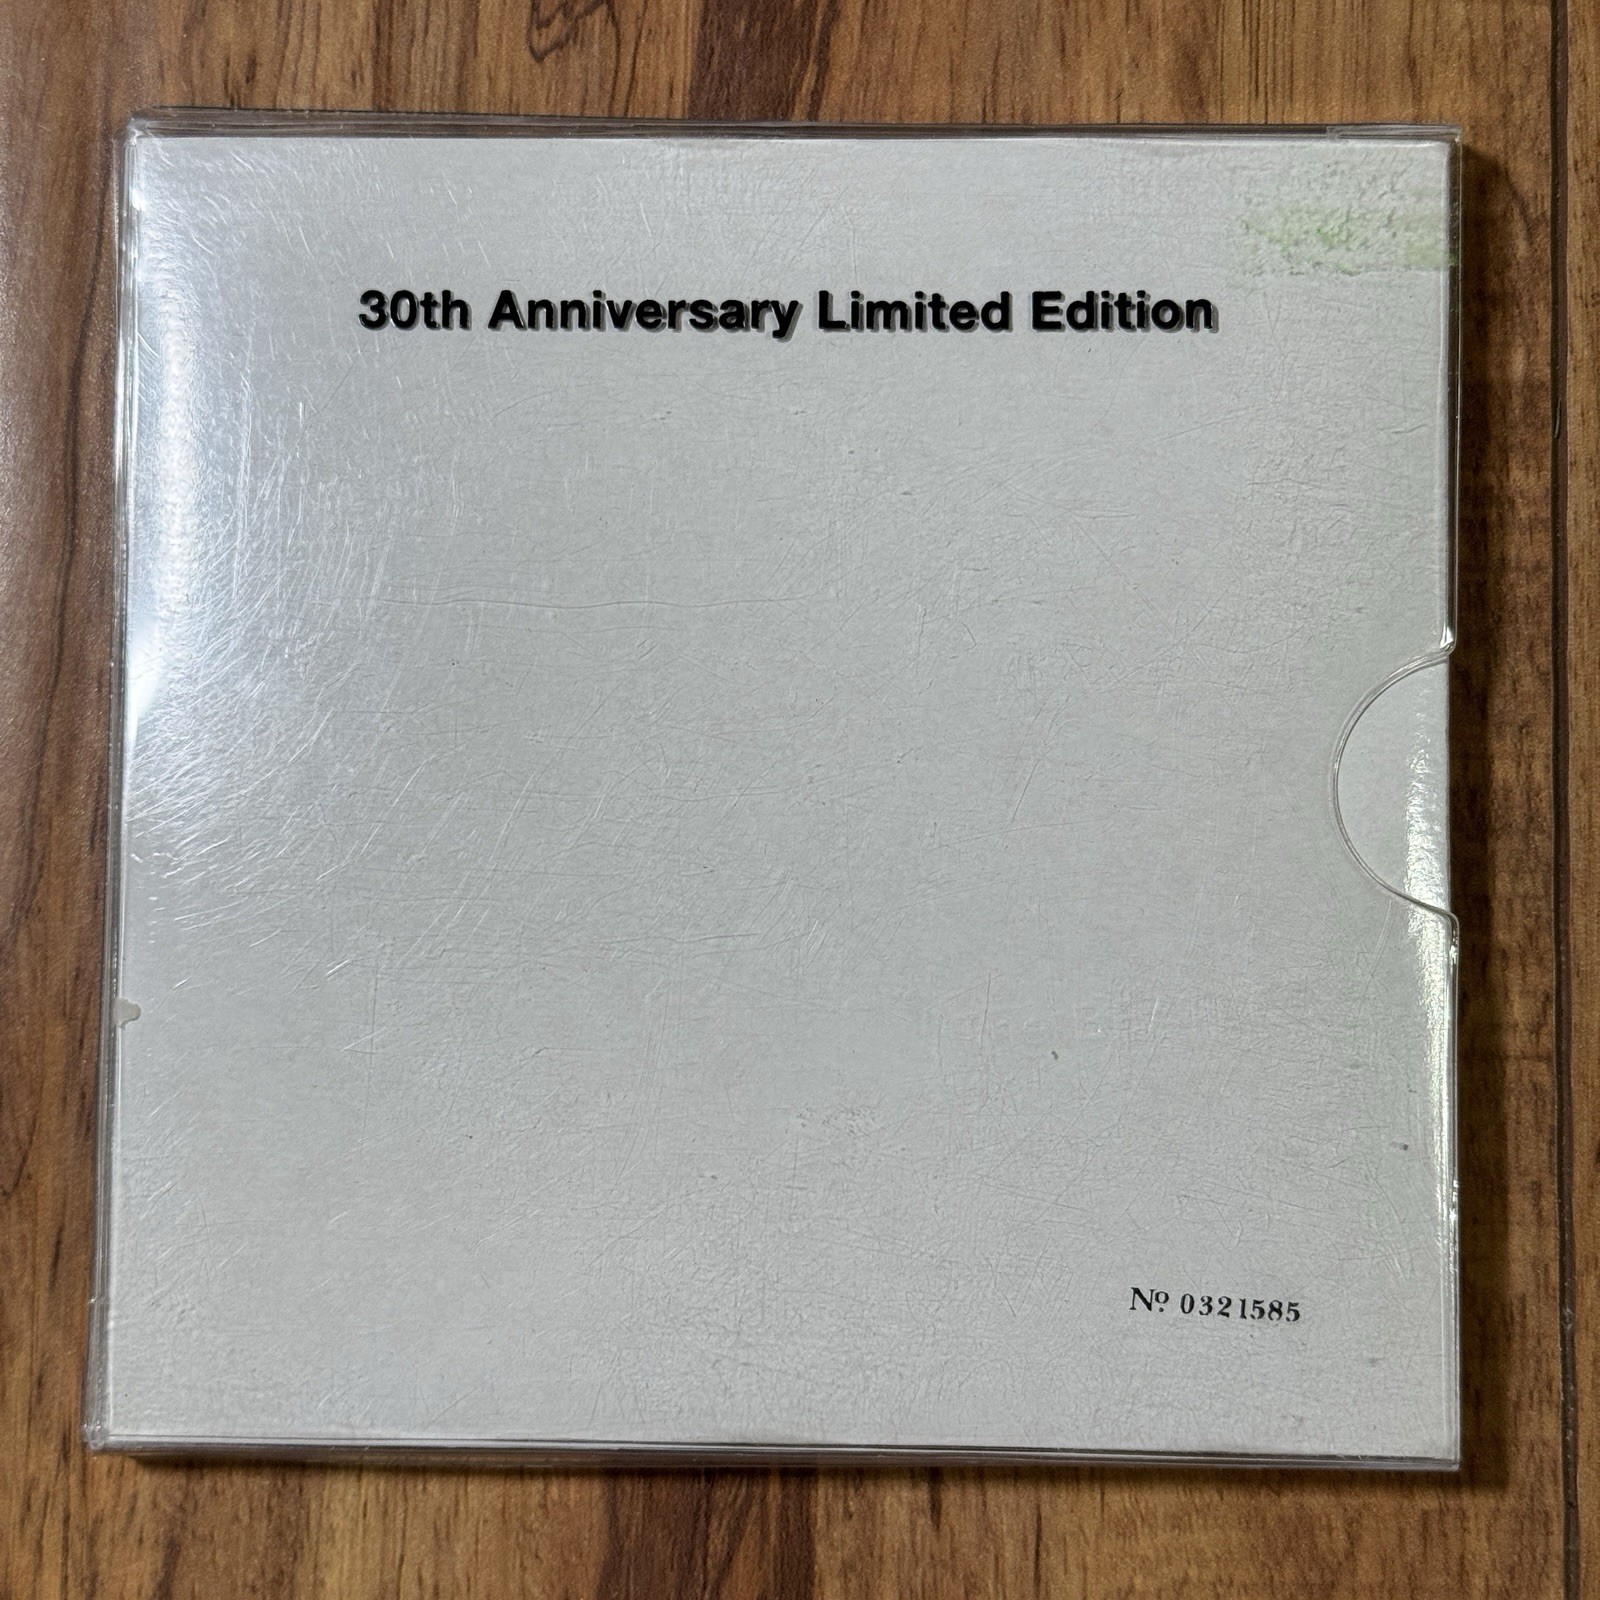 30th Anniversary Limited Edition
Nº 0321585